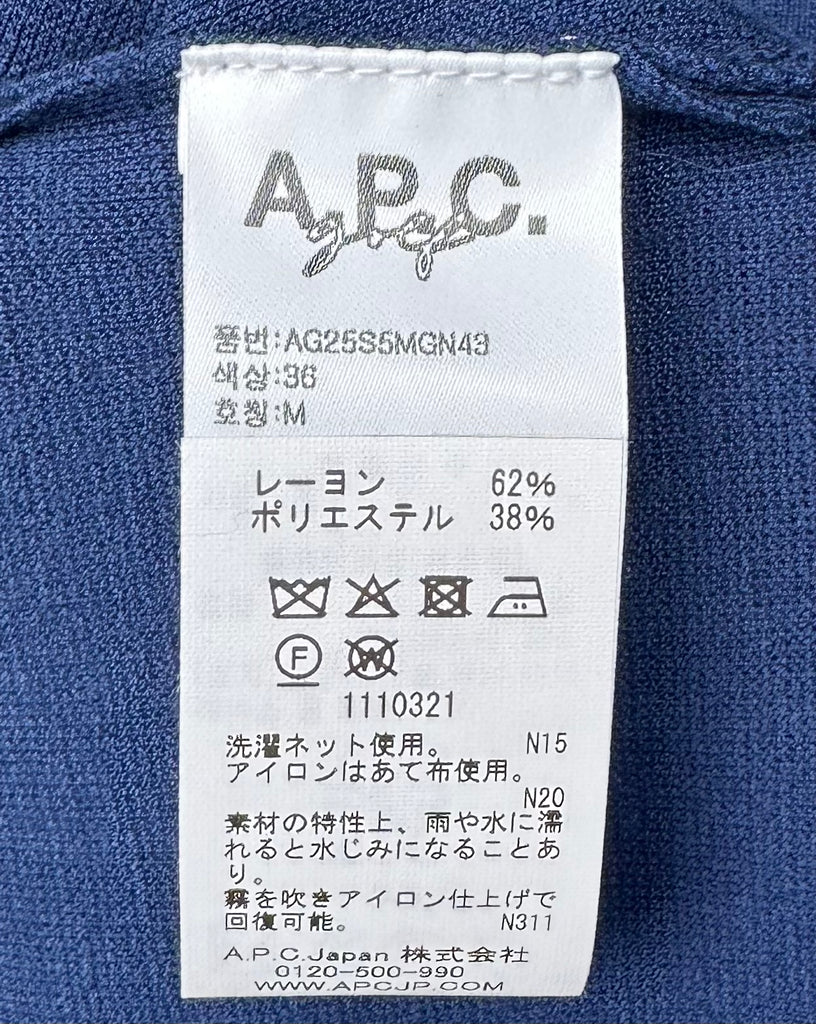 A.P.C.
golf
품번:AG25S5MGN43
색상:36
호칭:M
レーヨン 62%
ポリエステル 38%
F W
1110321
洗濯ネット使用。 N15
アイロンはあて布使用。
N20
素材の特性上、雨や水に濡
れると水じみになることあ
り。
霧を吹きアイロン仕上げで
回復可能。 N311
A.P.C.Japan 株式会社
0120-500-990
WWW.APCJP.COM